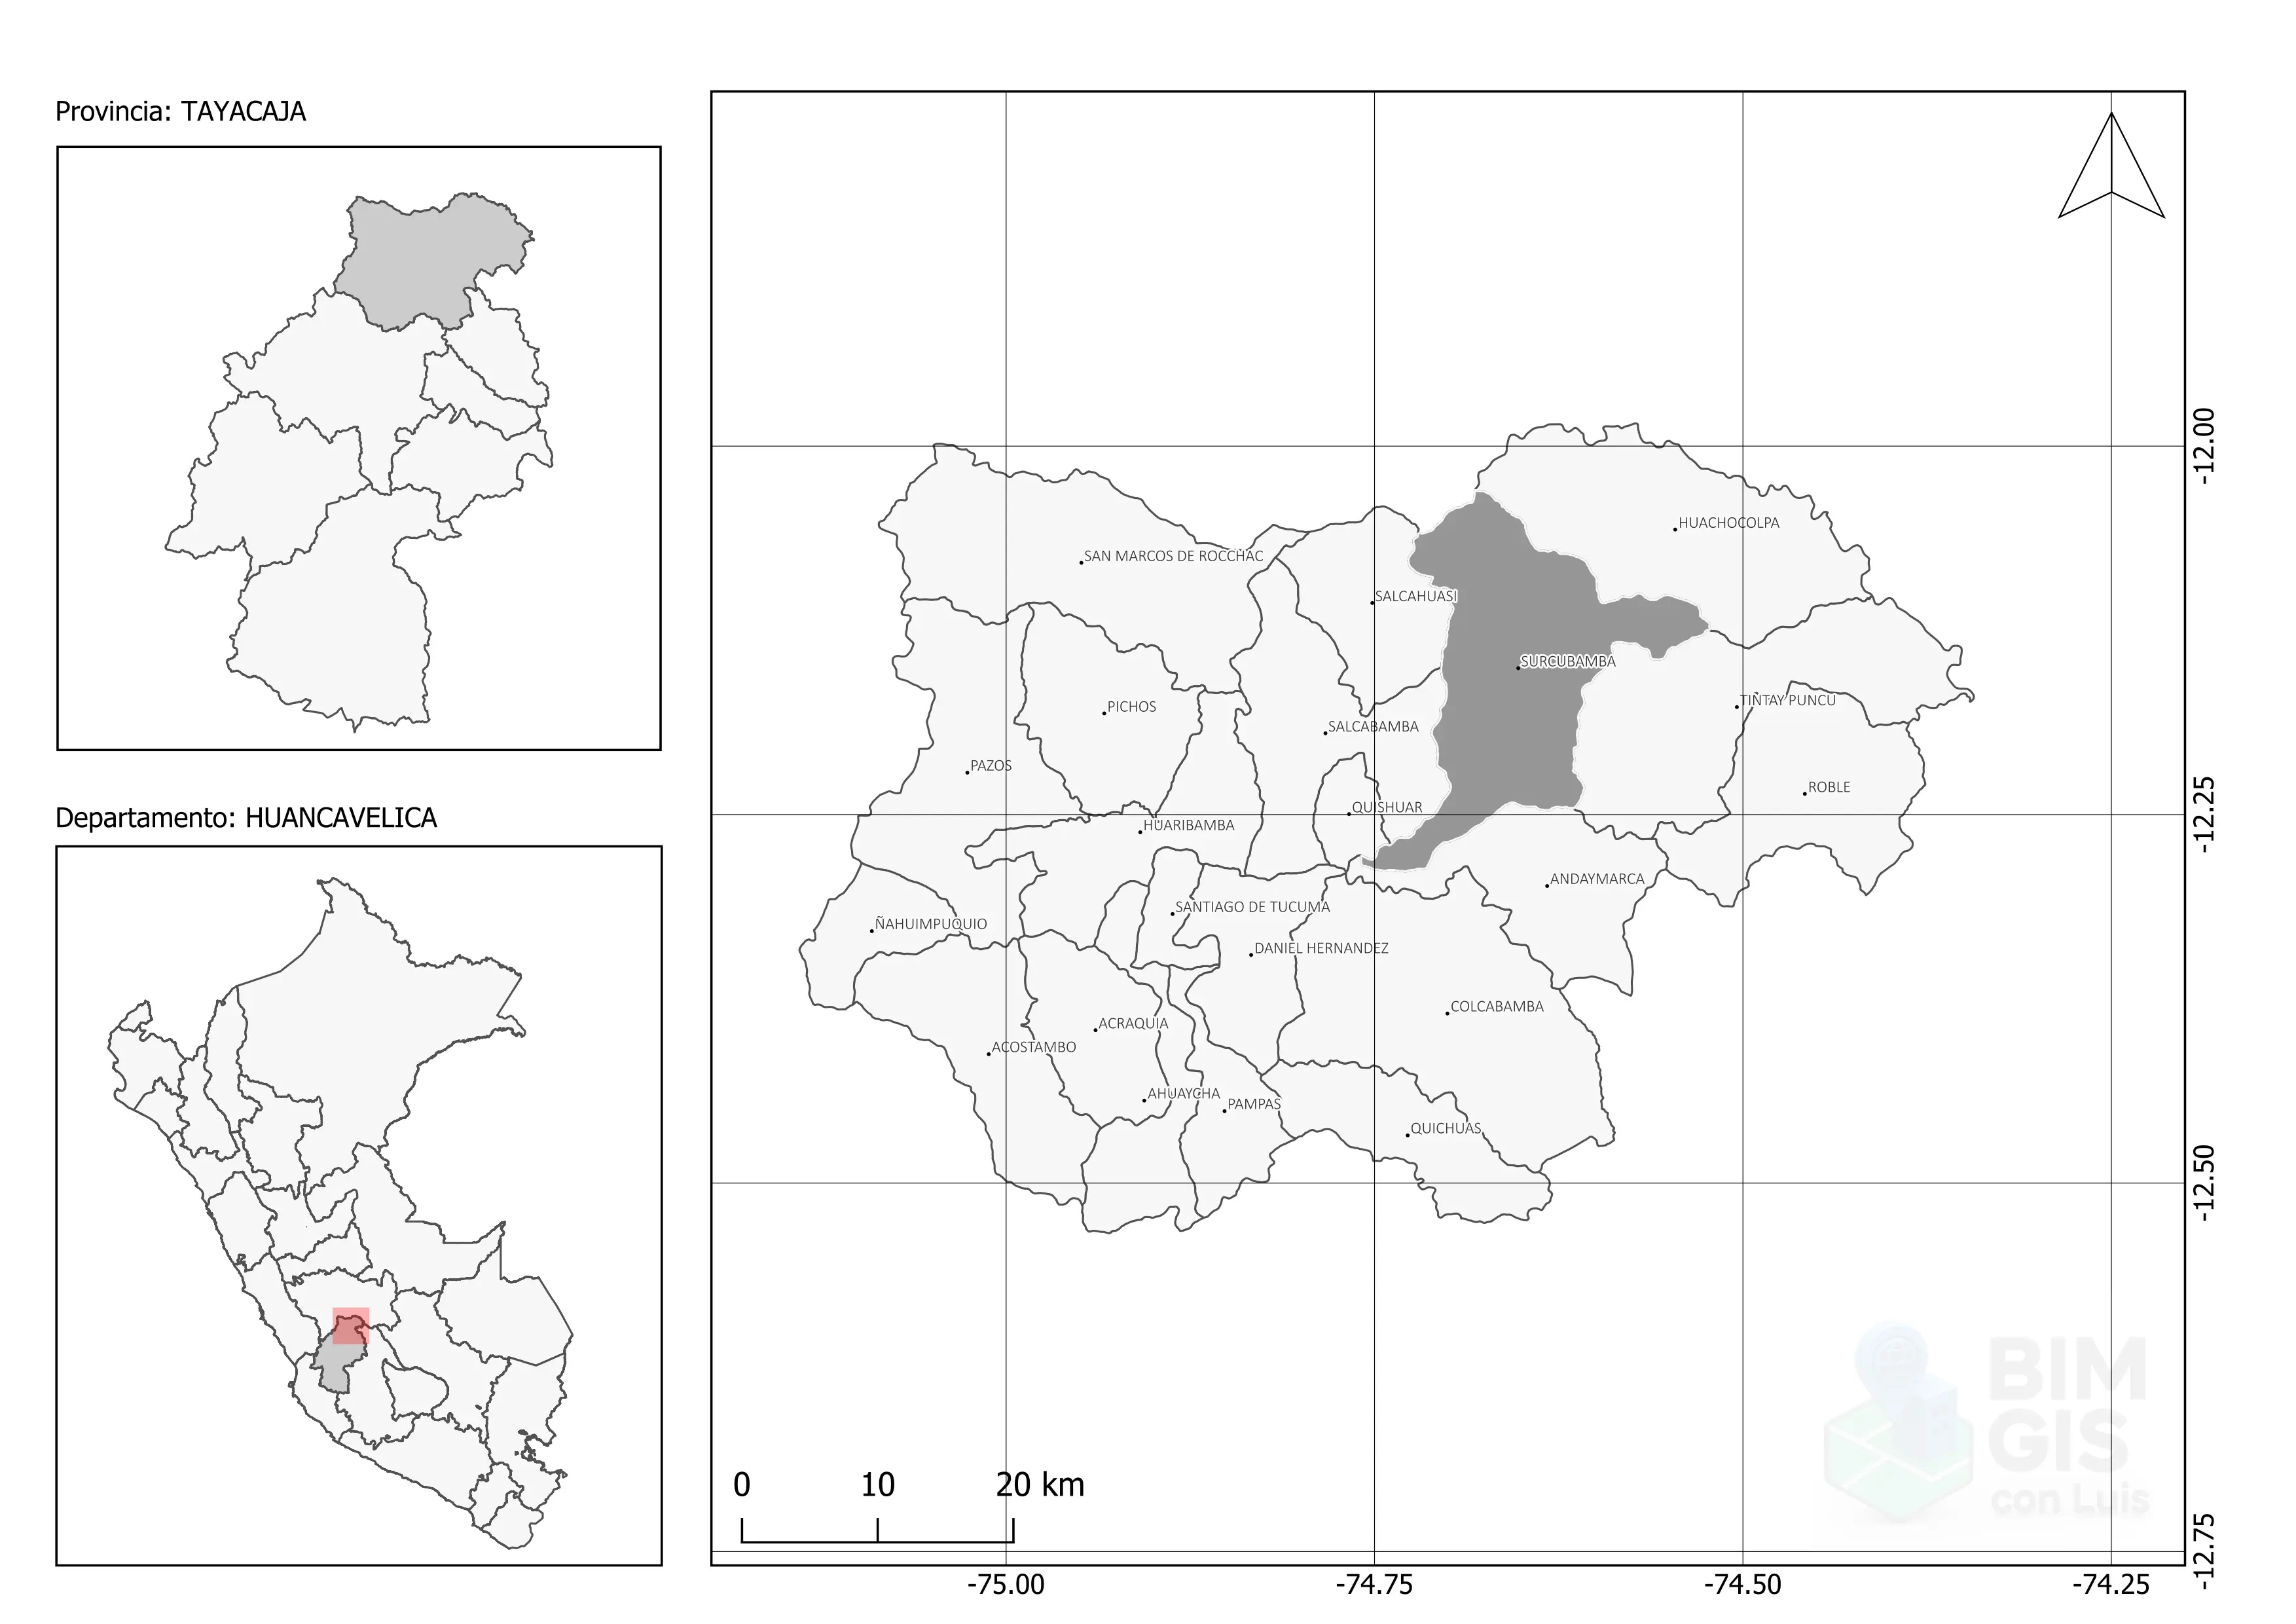 Provincia: TAYACAJA
Departamento: HUANCAVELICA
HUACHOCOLPA
SAN MARCOS DE ROCCHAC
SALCAHUASI
SURCUBAMBA
TINTAY PUNCU
PICHOS
SALCABAMBA
PAZOS
ROBLE
QUISHUAR
HUARIBAMBA
ANDAYMARCA
SANTIAGO DE TUCUMA
ÑAHUIMPUQUIO
DANIEL HERNANDEZ
COLCABAMBA
ACRAQUIA
ACOSTAMBO
AHUAYCHA
PAMPAS
QUICHUAS
-12.00
-12.25
-12.50
-12.75
0 10 20 km
BIM
GIS
con Luis
-75.00 -74.75 -74.50 -74.25